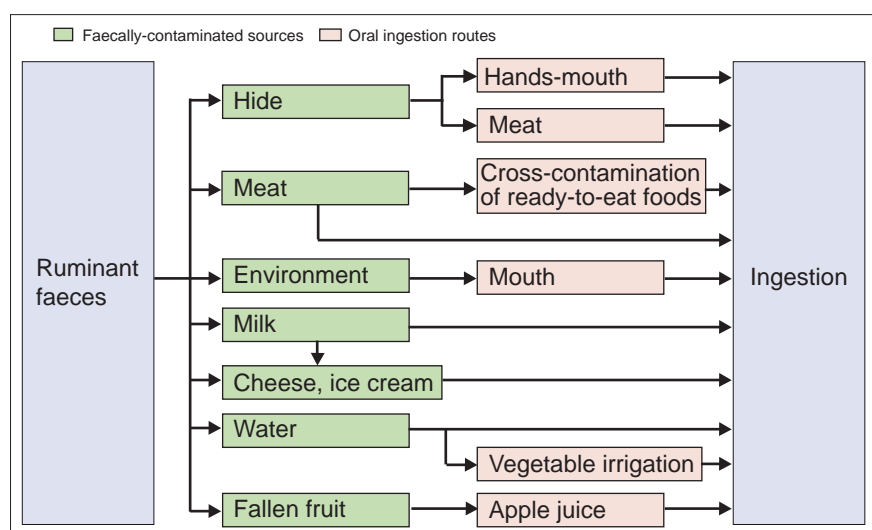 Faecally-contaminated sources
Oral ingestion routes
Ruminant
faeces
Hide
Hands-mouth
Meat
Meat
Cross-contamination
of ready-to-eat foods
Environment
Mouth
Milk
Cheese, ice cream
Water
Vegetable irrigation
Fallen fruit
Apple juice
Ingestion